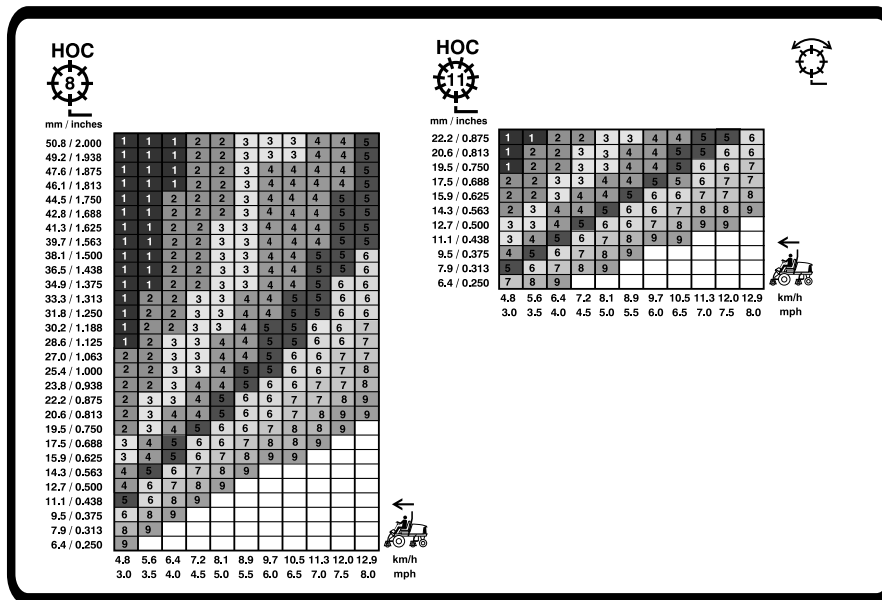 HOC
8
mm / inches
50.8 / 2.000 1 1 1 2 2 3 3 3 4 4 5
49.2 / 1.938 1 1 1 2 2 3 3 3 4 4 5
47.6 / 1.875 1 1 1 2 2 3 4 4 4 4 5
46.1 / 1.813 1 1 1 2 2 3 4 4 4 4 5
44.5 / 1.750 1 1 2 2 2 3 4 4 4 5 5
42.8 / 1.688 1 1 2 2 2 3 4 4 4 5 5
41.3 / 1.625 1 1 2 2 3 3 4 4 4 5 5
39.7 / 1.563 1 1 2 2 3 3 4 4 4 5 5
38.1 / 1.500 1 1 2 2 3 3 4 4 5 5 6
36.5 / 1.438 1 1 2 2 3 3 4 4 5 5 6
34.9 / 1.375 1 1 2 2 3 3 4 4 5 6 6
33.3 / 1.313 1 2 2 3 3 4 4 5 5 6 6
31.8 / 1.250 1 2 2 3 3 4 4 5 5 6 6
30.2 / 1.188 1 2 2 3 3 4 5 5 6 6 7
28.6 / 1.125 1 2 3 3 4 4 5 5 6 6 7
27.0 / 1.063 2 2 3 3 4 4 5 6 6 7 7
25.4 / 1.000 2 2 3 3 4 5 5 6 6 7 8
23.8 / 0.938 2 2 3 4 4 5 6 6 7 7 8
22.2 / 0.875 2 3 3 4 5 6 6 7 7 8 9
20.6 / 0.813 2 3 4 4 5 6 6 7 8 9 9
19.5 / 0.750 2 3 4 5 6 6 7 8 8 9
17.5 / 0.688 3 4 5 6 6 7 8 8 9
15.9 / 0.625 3 4 5 6 7 8 9 9
14.3 / 0.563 4 5 6 7 8 9
12.7 / 0.500 4 6 7 8 9
11.1 / 0.438 5 6 8 9
9.5 / 0.375 6 8 9
7.9 / 0.313 8 9
6.4 / 0.250 9
4.8 5.6 6.4 7.2 8.1 8.9 9.7 10.5 11.3 12.0 12.9 km/h
3.0 3.5 4.0 4.5 5.0 5.5 6.0 6.5 7.0 7.5 8.0 mph
HOC
11
mm / inches
22.2 / 0.875 1 1 2 2 3 3 4 4 5 5 6
20.6 / 0.813 1 2 2 3 3 4 4 5 5 6 6
19.5 / 0.750 1 2 2 3 3 4 4 5 6 6 7
17.5 / 0.688 2 2 3 3 4 4 5 5 6 7 7
15.9 / 0.625 2 2 3 4 4 5 6 6 7 7 8
14.3 / 0.563 2 3 4 4 5 6 6 7 8 8 9
12.7 / 0.500 3 3 4 5 6 6 7 8 9 9
11.1 / 0.438 3 4 5 6 7 8 9 9
9.5 / 0.375 4 5 6 7 8 9
7.9 / 0.313 5 6 7 8 9
6.4 / 0.250 7 8 9
4.8 5.6 6.4 7.2 8.1 8.9 9.7 10.5 11.3 12.0 12.9 km/h
3.0 3.5 4.0 4.5 5.0 5.5 6.0 6.5 7.0 7.5 8.0 mph